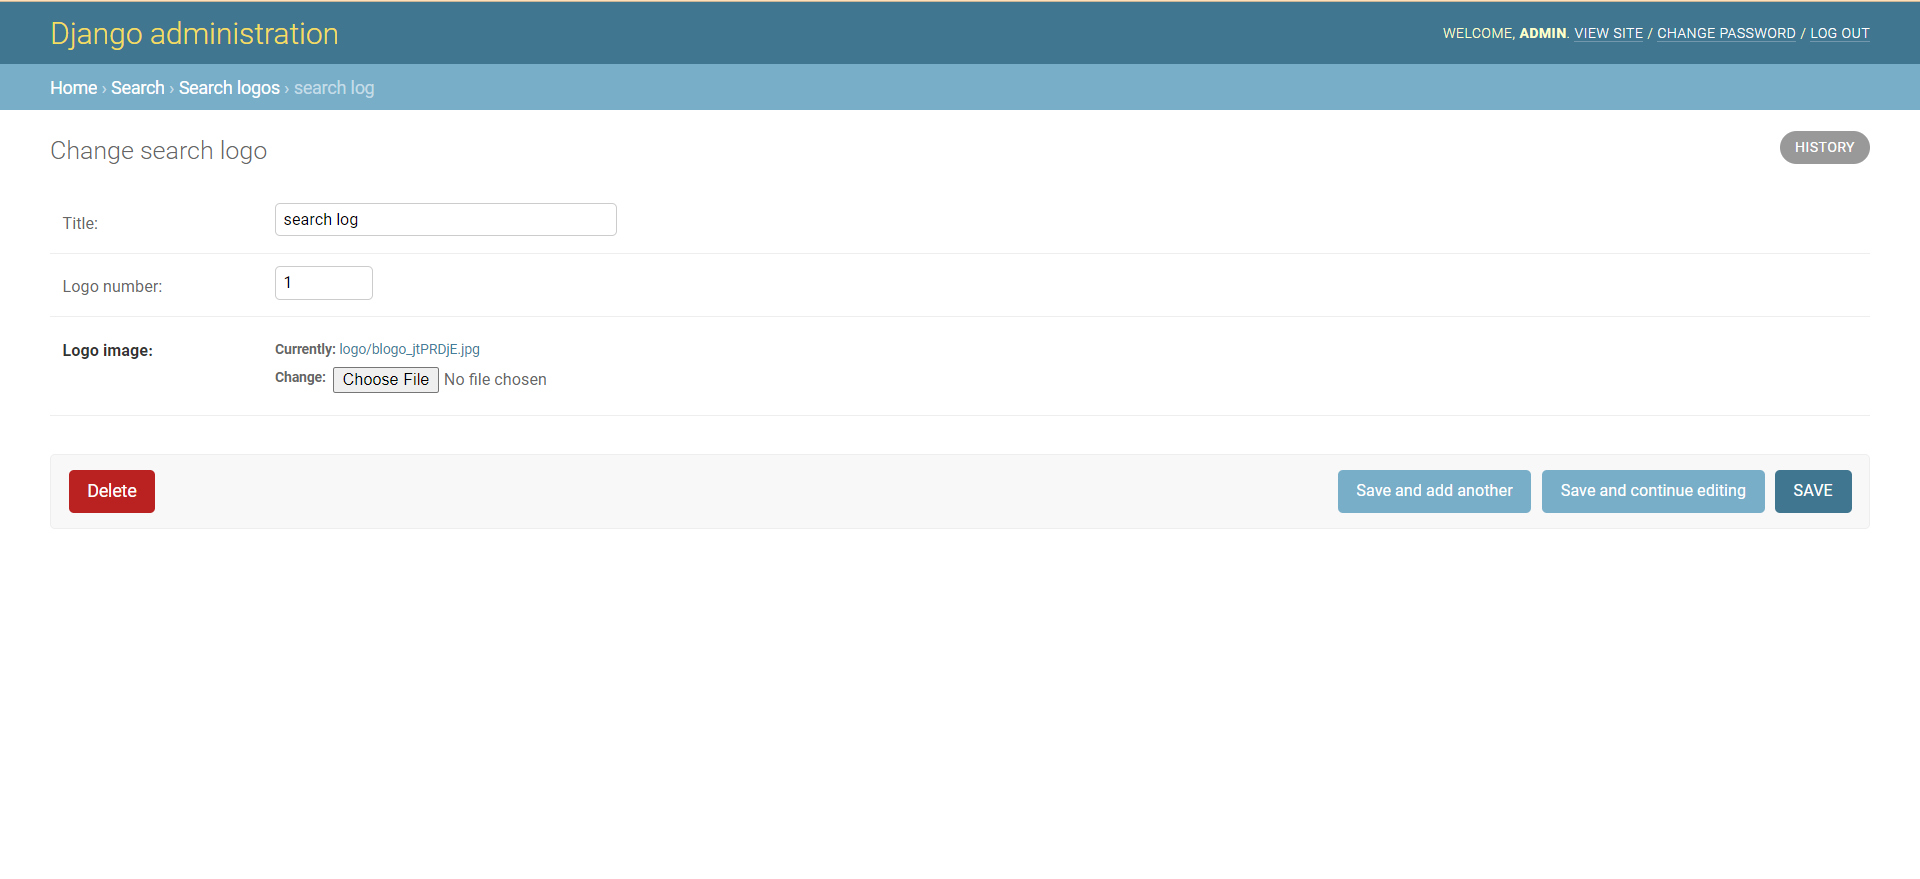 Django administration
WELCOME, ADMIN. VIEW SITE / CHANGE PASSWORD / LOG OUT
Home › Search › Search logos › search log
Change search logo
HISTORY
Title: search log
Logo number: 1
Logo image: Currently: logo/blogo_jtPRDjE.jpg
Change: Choose File No file chosen
Delete Save and add another Save and continue editing SAVE